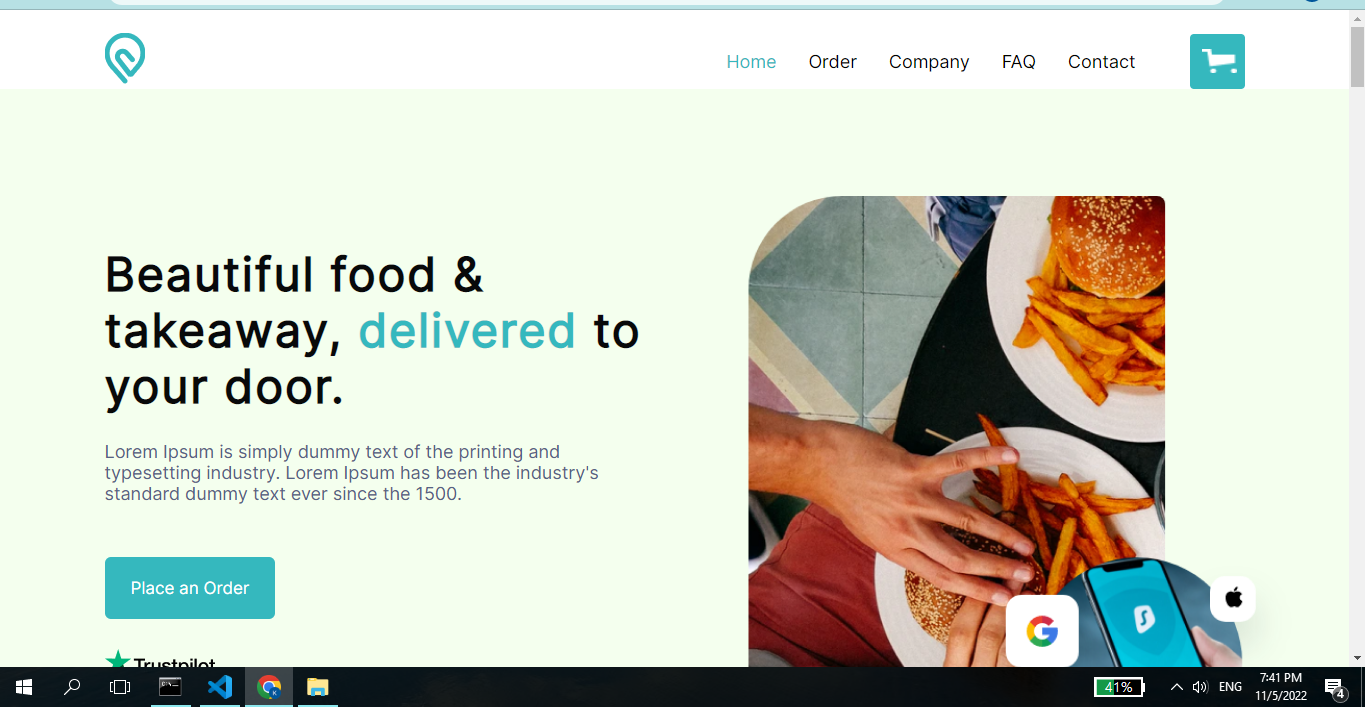 Home Order Company FAQ Contact
Beautiful food &
takeaway, delivered to
your door.
Lorem Ipsum is simply dummy text of the printing and
typesetting industry. Lorem Ipsum has been the industry's
standard dummy text ever since the 1500.
Place an Order
Trustpilot
41%
ENG
7:41 PM
11/5/2022
4